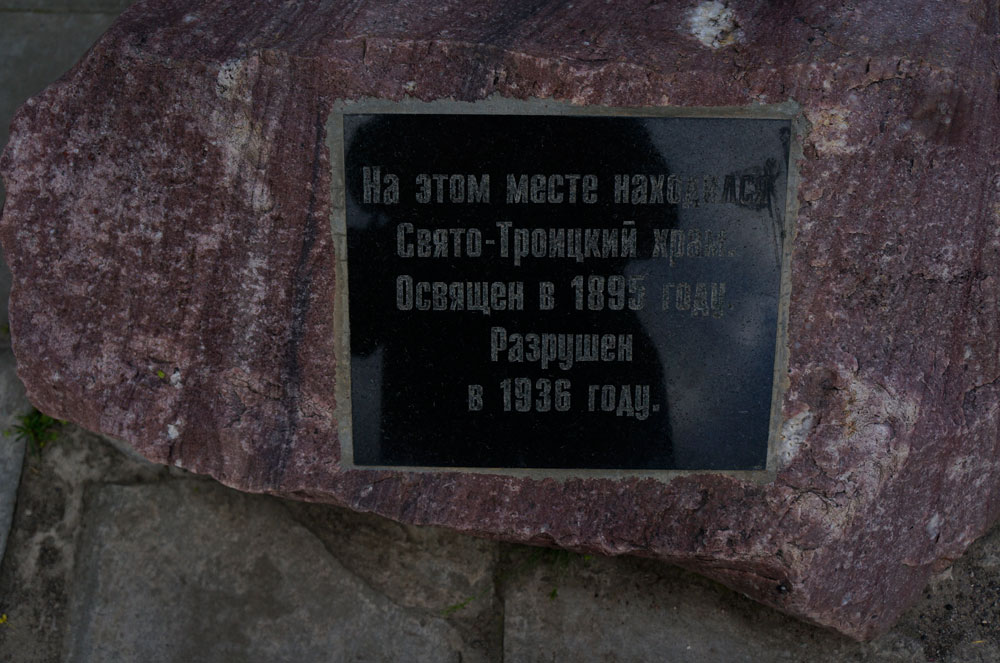 На этом месте находился
Свято-Троицкий храм.
Освящен в 1895 году.
Разрушен
в 1936 году.